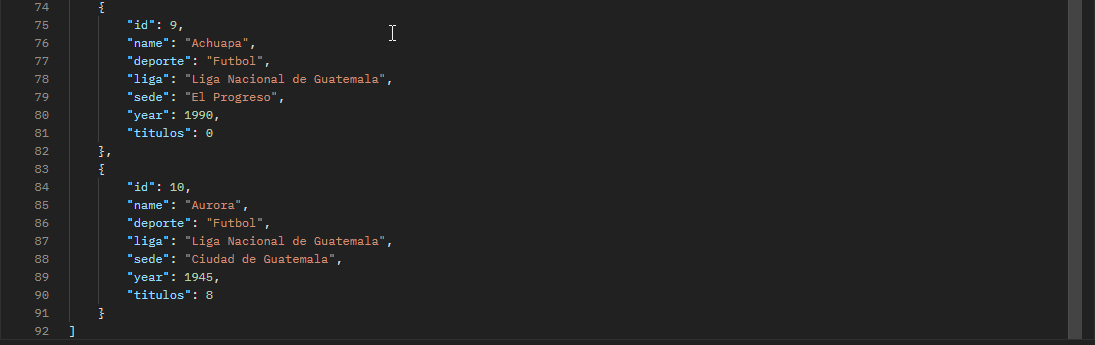 74 {
75 "id": 9,
76 "name": "Achuapa",
77 "deporte": "Futbol",
78 "liga": "Liga Nacional de Guatemala",
79 "sede": "El Progreso",
80 "year": 1990,
81 "titulos": 0
82 },
83 {
84 "id": 10,
85 "name": "Aurora",
86 "deporte": "Futbol",
87 "liga": "Liga Nacional de Guatemala",
88 "sede": "Ciudad de Guatemala",
89 "year": 1945,
90 "titulos": 8
91 }
92 ]